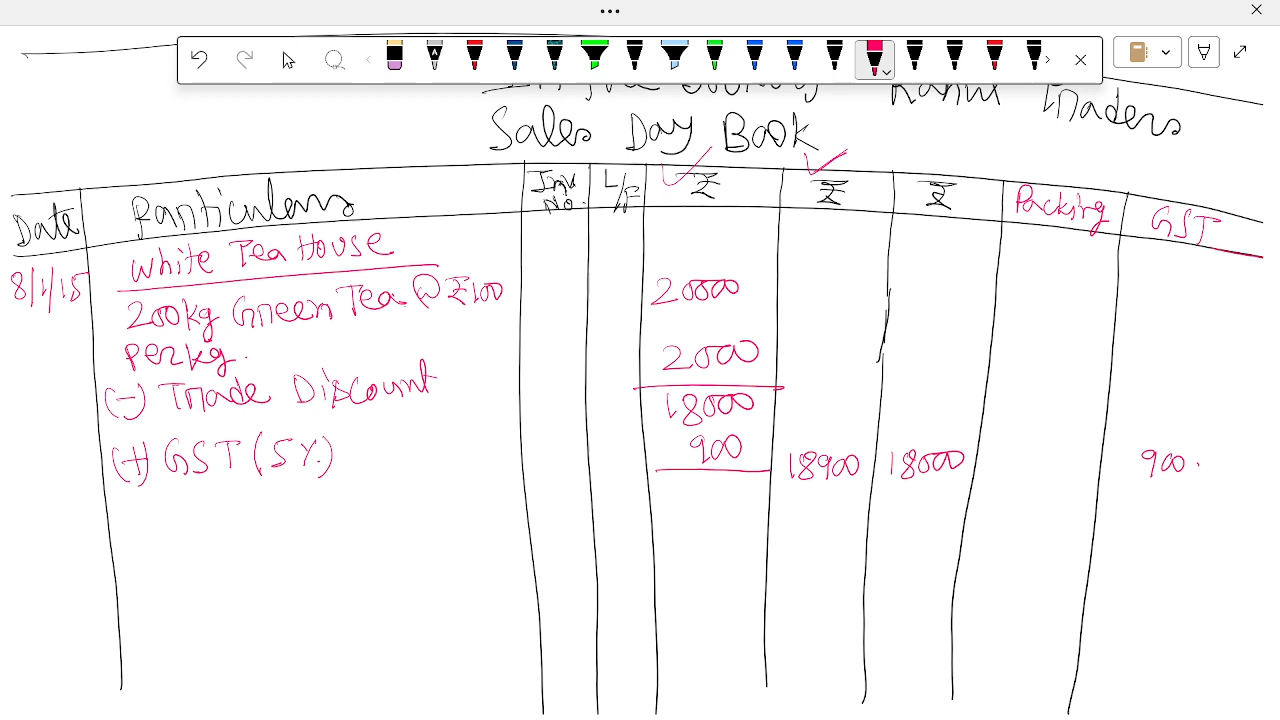 Rahul Traders
Sales Day Book
Date Particulars Inv No. L/F ₹ ₹ ₹ Packing GST
8/1/15 White Tea House
200kg Green Tea @ ₹100 20000
per kg. 2000
(-) Trade Discount 18000
(+) GST (5%) 900 18900 18000 900.